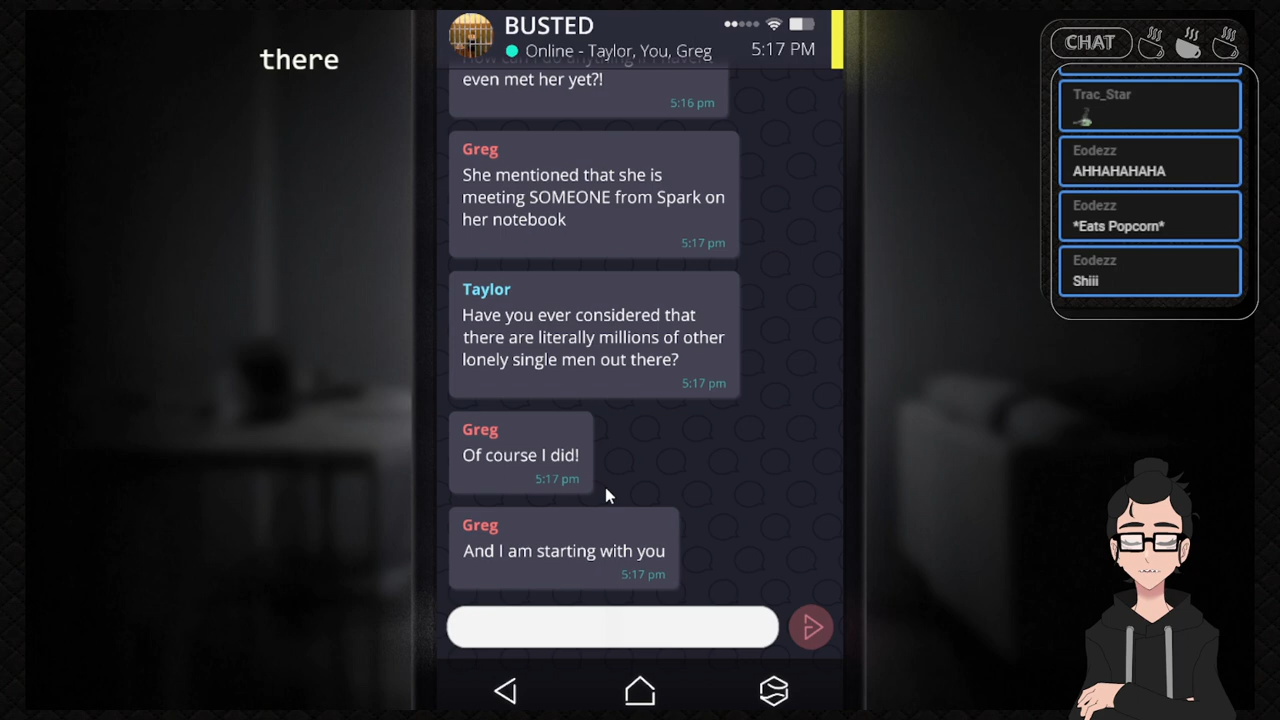 there
BUSTED
Online - Taylor, You, Greg
5:17 PM
even met her yet?!
5:16 pm
Greg
She mentioned that she is
meeting SOMEONE from Spark on
her notebook
5:17 pm
Taylor
Have you ever considered that
there are literally millions of other
lonely single men out there?
5:17 pm
Greg
Of course I did!
5:17 pm
Greg
And I am starting with you
5:17 pm
CHAT
Trac_Star
Eodezz
AHHAHAHAHA
Eodezz
*Eats Popcorn*
Eodezz
Shiii